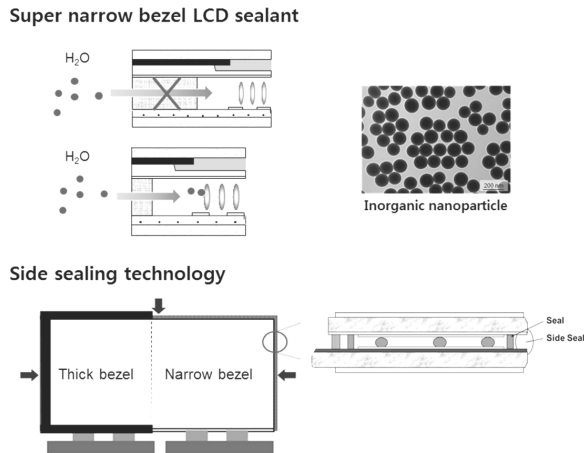 Super narrow bezel LCD sealant
H₂O
H₂O
200 nm
Inorganic nanoparticle
Side sealing technology
Thick bezel
Narrow bezel
Seal
Side Seal